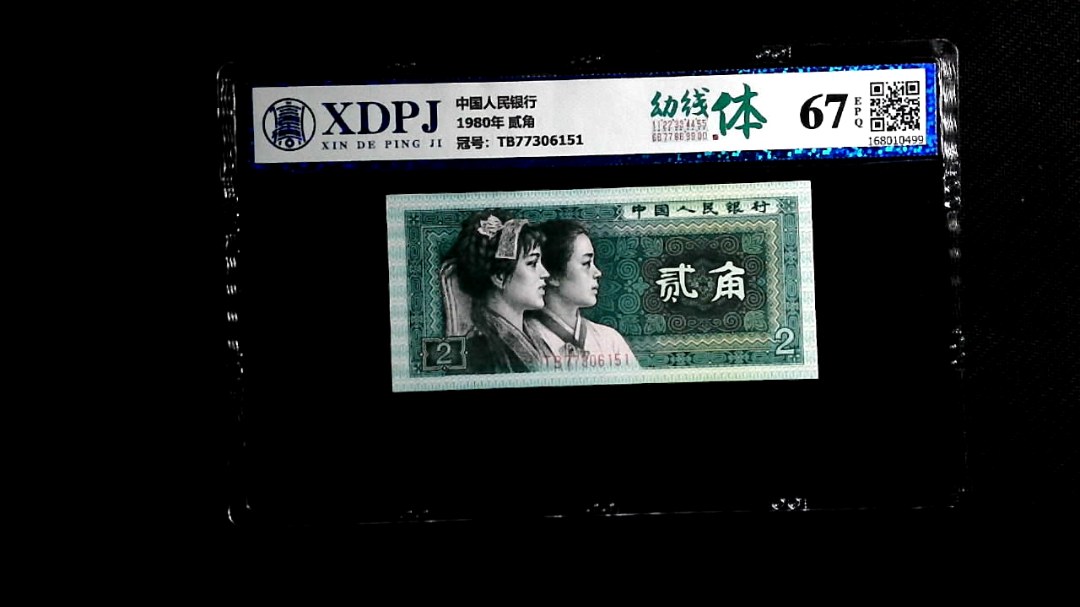 XDPJ
XIN DE PING JI
中国人民银行
1980年 贰角
冠号：TB77306151
幼线体
67
EPQ
168010499
中国人民银行
贰角
2
2
TB77306151